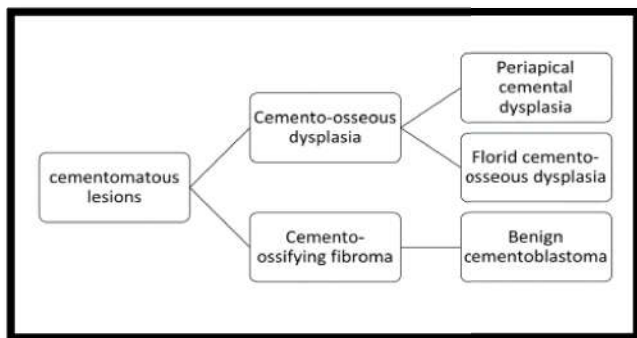 cementomatous
lesions
Cemento-osseous
dysplasia
Cemento-
ossifying fibroma
Periapical
cemental
dysplasia
Florid cemento-
osseous dysplasia
Benign
cementoblastoma